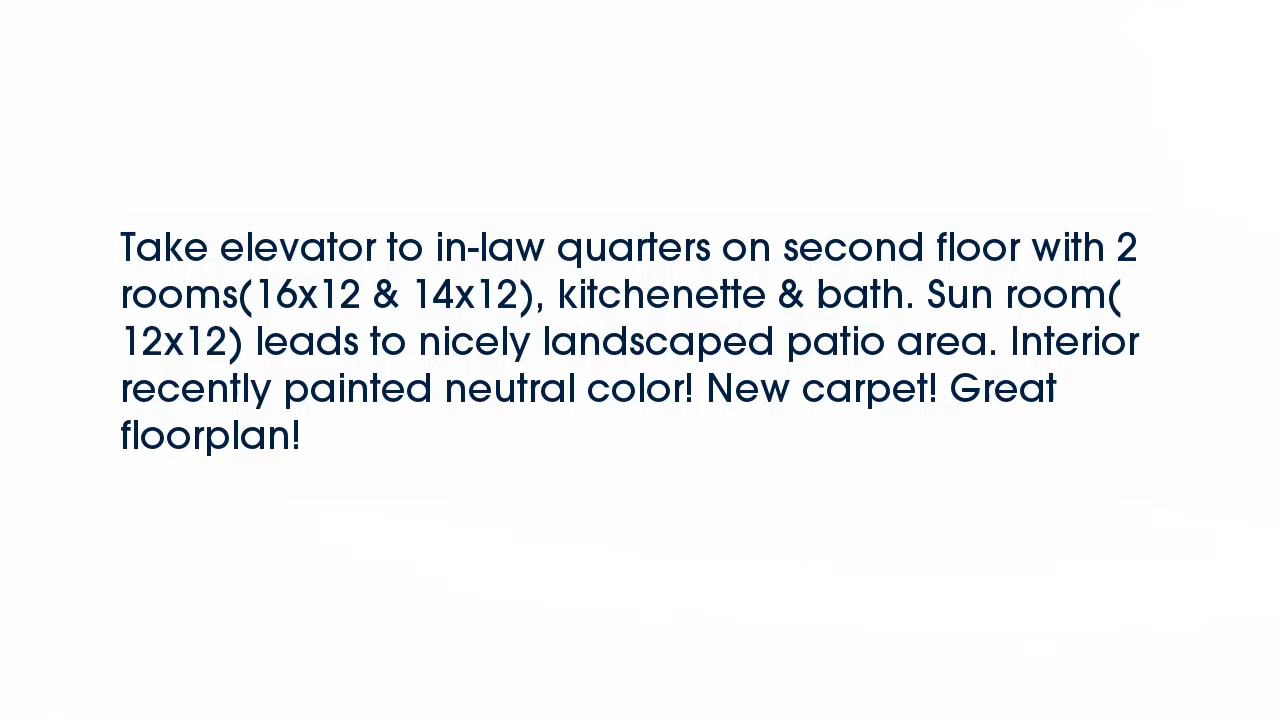 Take elevator to in-law quarters on second floor with 2
rooms(16x12 & 14x12), kitchenette & bath. Sun room(
12x12) leads to nicely landscaped patio area. Interior
recently painted neutral color! New carpet! Great
floorplan!